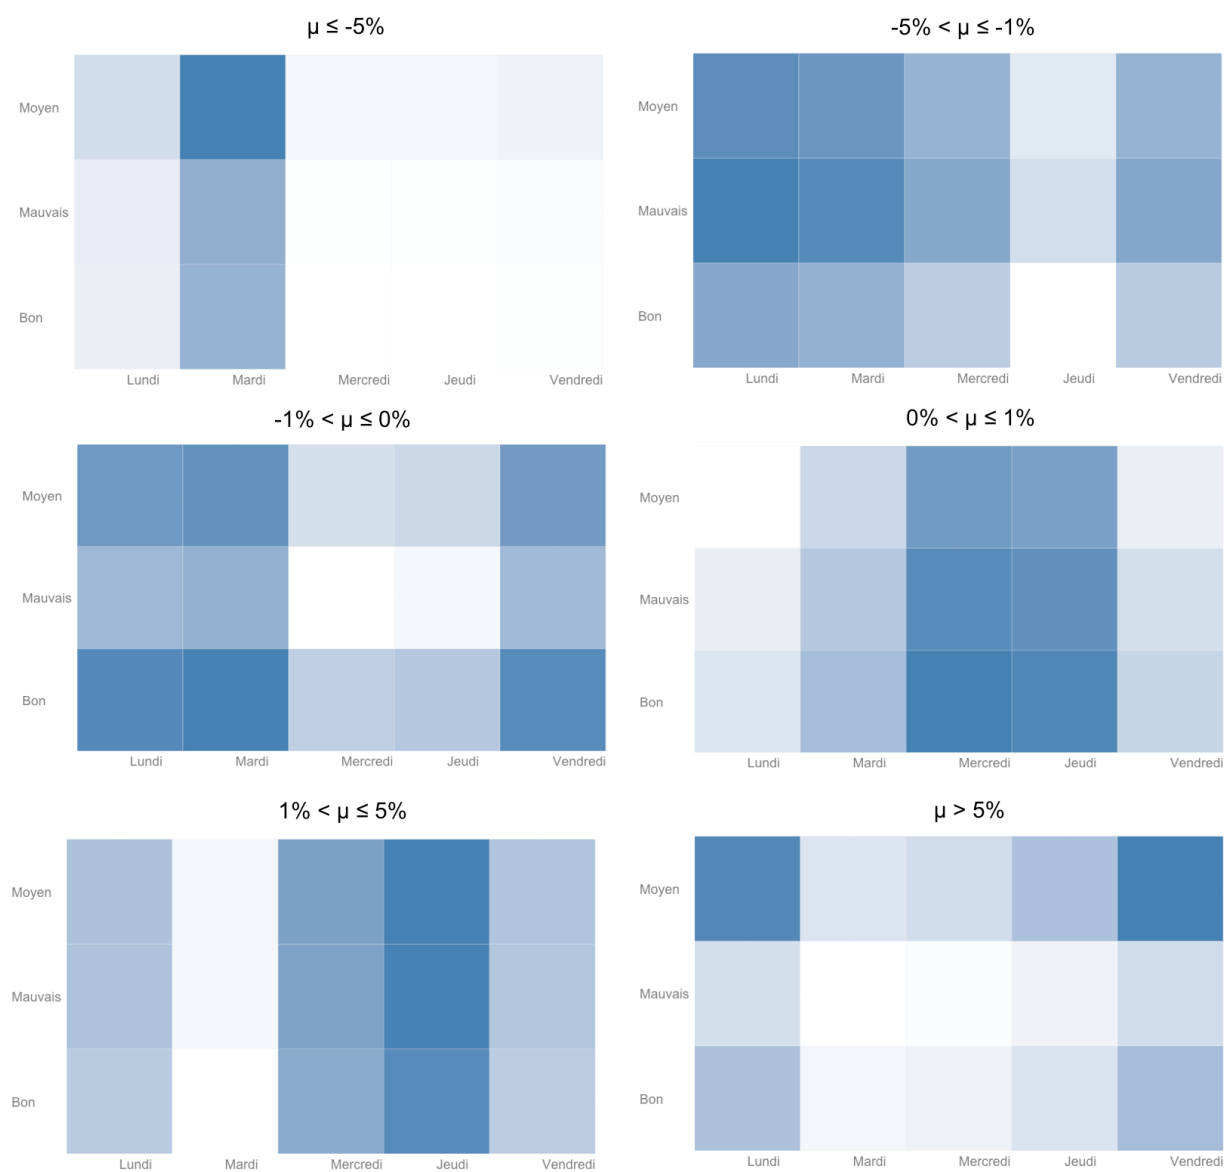 μ ≤ -5%
Moyen
Mauvais
Bon
Lundi Mardi Mercredi Jeudi Vendredi
-5% < μ ≤ -1%
Moyen
Mauvais
Bon
Lundi Mardi Mercredi Jeudi Vendredi
-1% < μ ≤ 0%
Moyen
Mauvais
Bon
Lundi Mardi Mercredi Jeudi Vendredi
0% < μ ≤ 1%
Moyen
Mauvais
Bon
Lundi Mardi Mercredi Jeudi Vendredi
1% < μ ≤ 5%
Moyen
Mauvais
Bon
Lundi Mardi Mercredi Jeudi Vendredi
μ > 5%
Moyen
Mauvais
Bon
Lundi Mardi Mercredi Jeudi Vendredi